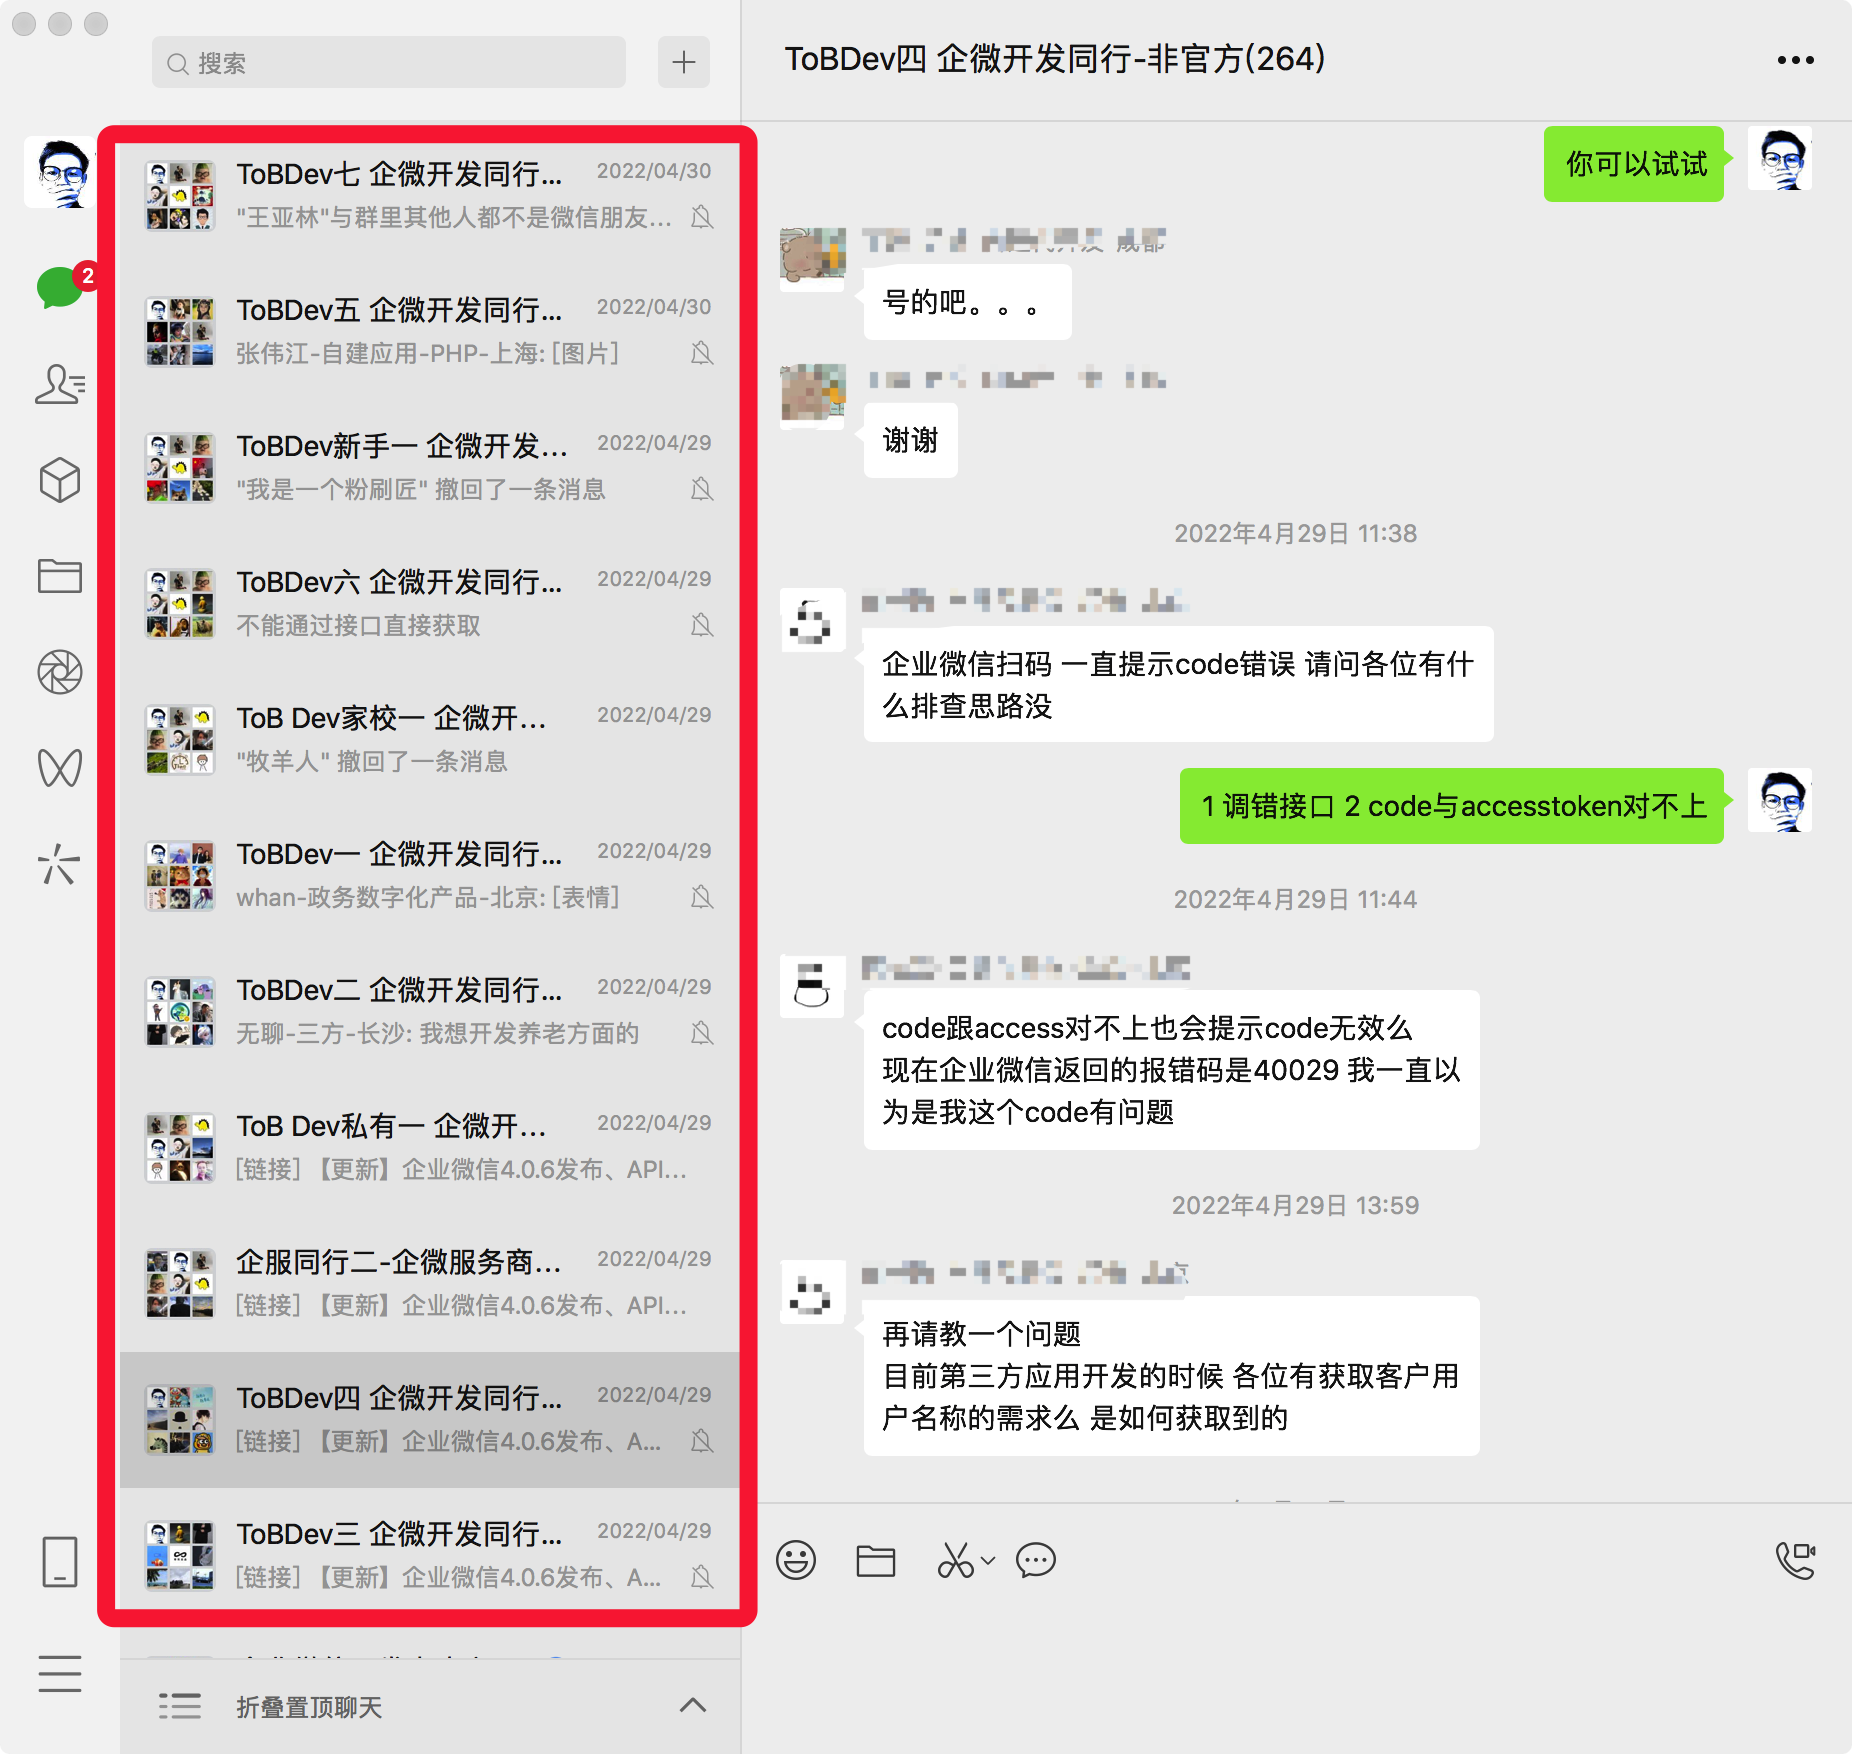 搜索
2
ToBDev七 企微开发同行... 2022/04/30
"王亚林"与群里其他人都不是微信朋友...
ToBDev五 企微开发同行... 2022/04/30
张伟江-自建应用-PHP-上海: [图片]
ToBDev新手一 企微开发... 2022/04/29
"我是一个粉刷匠" 撤回了一条消息
ToBDev六 企微开发同行... 2022/04/29
不能通过接口直接获取
ToB Dev家校一 企微开... 2022/04/29
"牧羊人" 撤回了一条消息
ToBDev一 企微开发同行... 2022/04/29
whan-政务数字化产品-北京: [表情]
ToBDev二 企微开发同行... 2022/04/29
无聊-三方-长沙: 我想开发养老方面的
ToB Dev私有一 企微开... 2022/04/29
[链接] 【更新】企业微信4.0.6发布、API...
企服同行二-企微服务商... 2022/04/29
[链接] 【更新】企业微信4.0.6发布、API...
ToBDev四 企微开发同行... 2022/04/29
[链接] 【更新】企业微信4.0.6发布、A...
ToBDev三 企微开发同行... 2022/04/29
[链接] 【更新】企业微信4.0.6发布、A...
折叠置顶聊天
ToBDev四 企微开发同行-非官方(264)
你可以试试
号的吧。。。
谢谢
2022年4月29日 11:38
企业微信扫码 一直提示code错误 请问各位有什
么排查思路没
1 调错接口 2 code与accesstoken对不上
2022年4月29日 11:44
code跟access对不上也会提示code无效么
现在企业微信返回的报错码是40029 我一直以
为是我这个code有问题
2022年4月29日 13:59
再请教一个问题
目前第三方应用开发的时候 各位有获取客户用
户名称的需求么 是如何获取到的